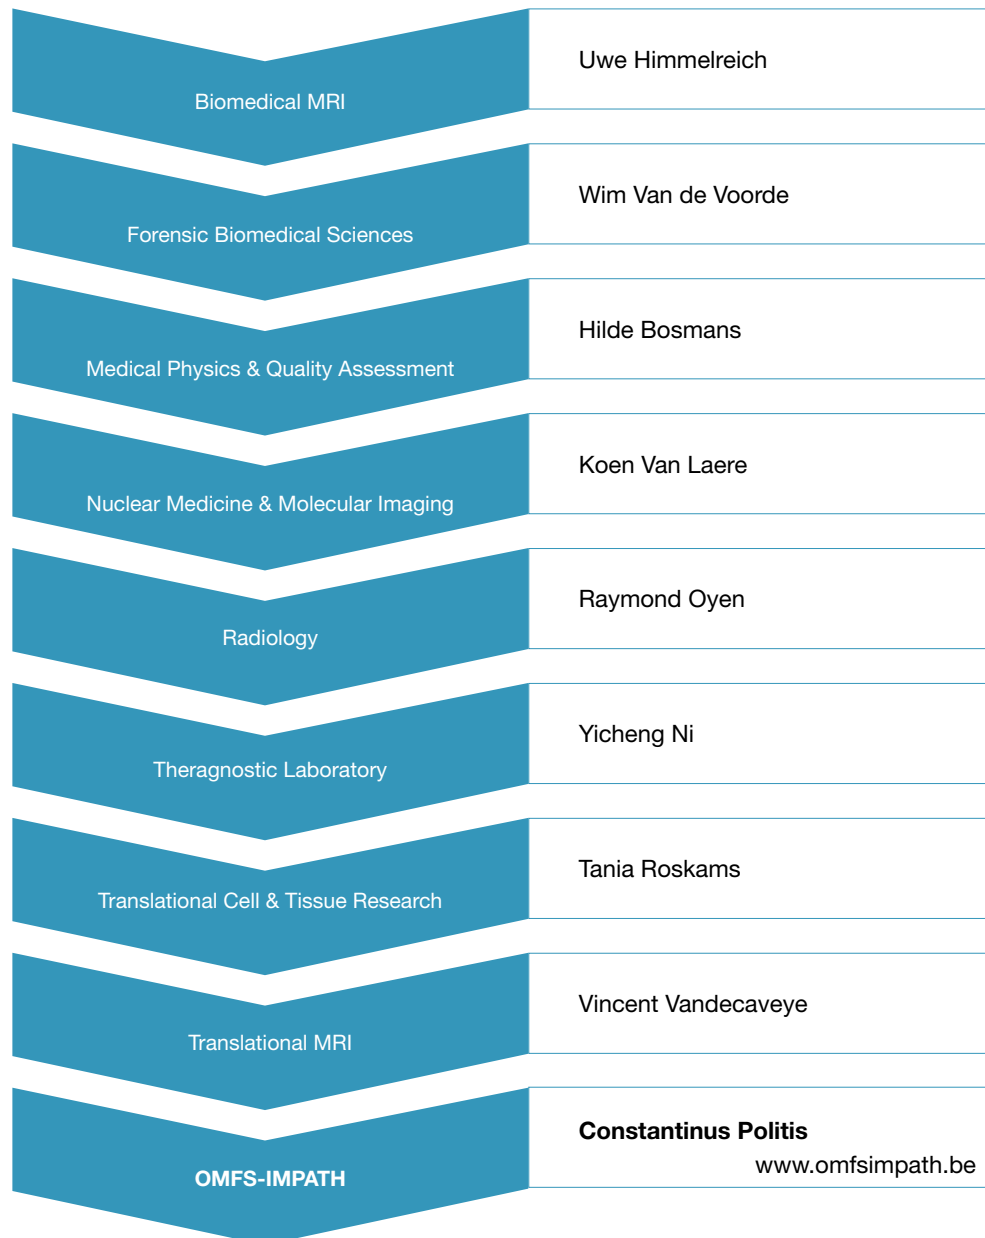 Biomedical MRI
Uwe Himmelreich
Forensic Biomedical Sciences
Wim Van de Voorde
Medical Physics & Quality Assessment
Hilde Bosmans
Nuclear Medicine & Molecular Imaging
Koen Van Laere
Radiology
Raymond Oyen
Theragnostic Laboratory
Yicheng Ni
Translational Cell & Tissue Research
Tania Roskams
Translational MRI
Vincent Vandecaveye
OMFS-IMPATH
Constantinus Politis
www.omfsimpath.be